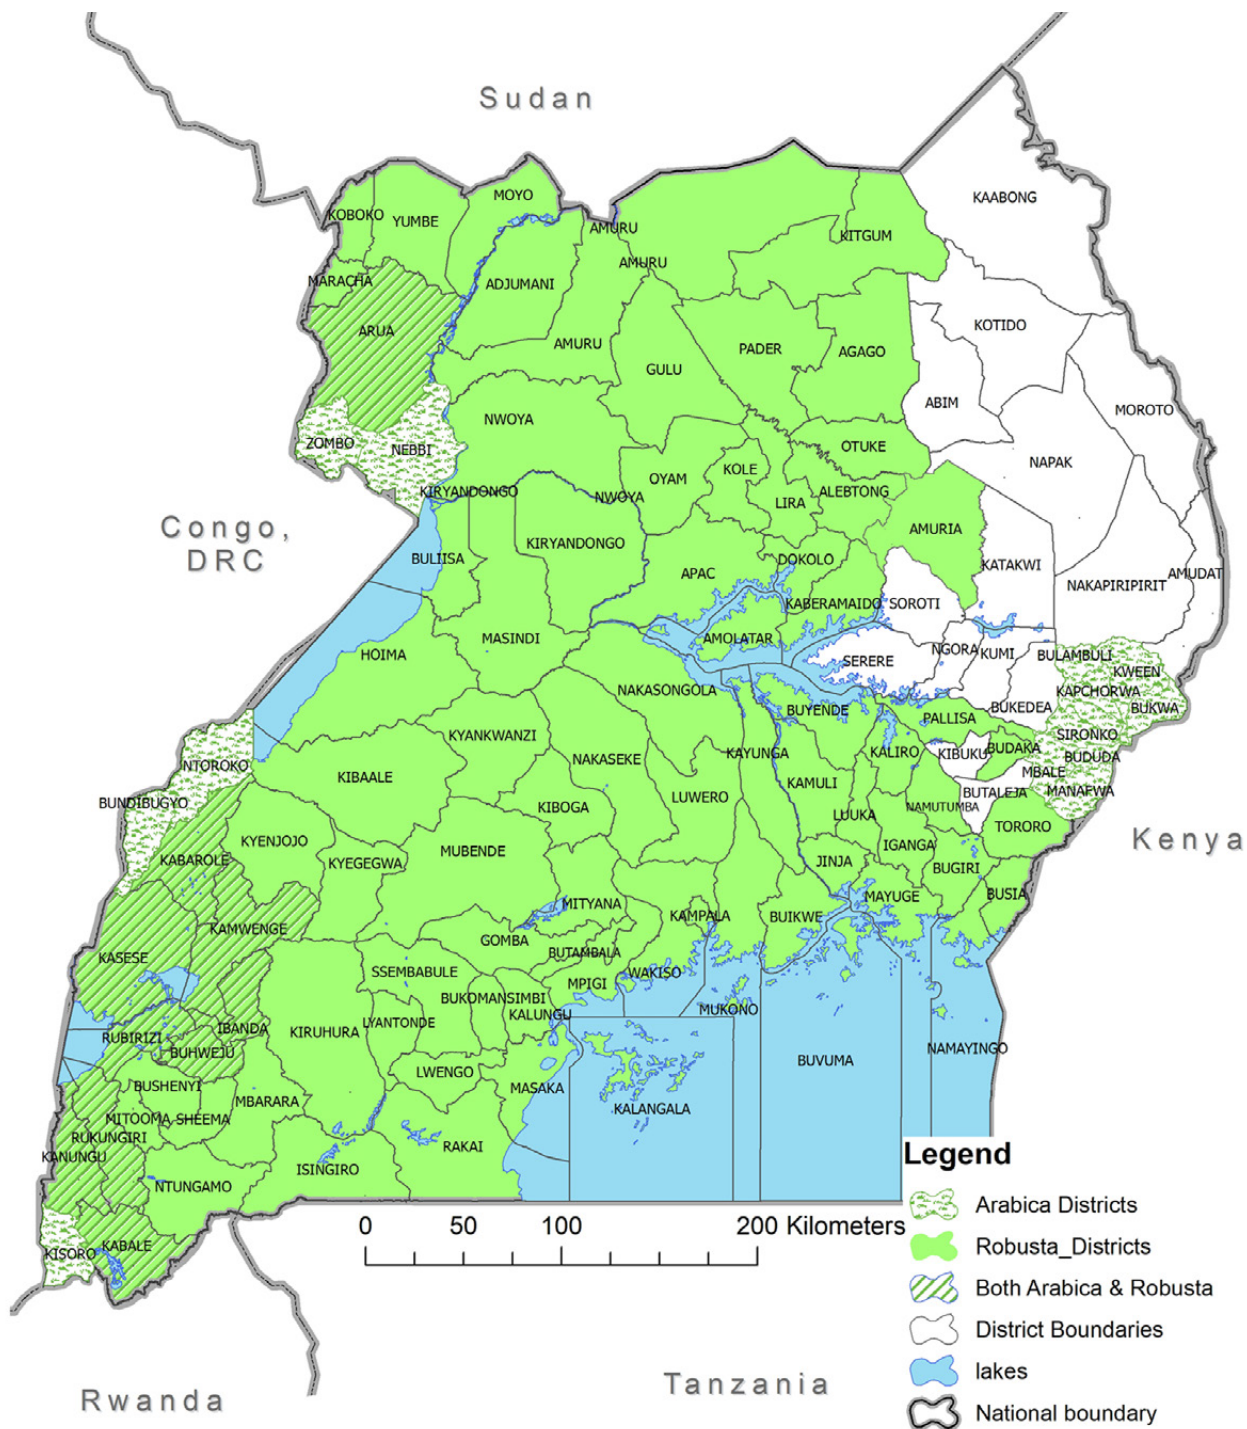 Sudan
KAABONG
MOYO
KOBOKO
YUMBE
AMURU
KITGUM
AMURU
MARACHA
ADJUMANI
KOTIDO
ARUA
AMURU
PADER
AGAGO
GULU
ABIM
MOROTO
NWOYA
ZOMBO
NEBBI
OTUKE
NAPAK
KOLE
OYAM
KIRYANDONGO
NWOYA
LIRA
ALEBTONG
AMURIA
Congo,
DRC
KIRYANDONGO
BULIISA
DOKOLO
KATAKWI
APAC
NAKAPIRIPIRIT
AMUDAT
KABERAMAIDO
SOROTI
MASINDI
AMOLATAR
HOIMA
NGORA
KUMI
BULAMBULI
SERERE
KWEEN
NAKASONGOLA
KAPCHORWA
BUYENDE
BUKEDEA
BUKWA
PALLISA
KYANKWANZI
SIRONKO
KAYUNGA
KALIRO
KIBUKU
BUDAKA
NTOROKO
NAKASEKE
BUDUDA
KIBAALE
MBALE
KAMULI
BUNDIBUGYO
KIBOGA
LUWERO
BUTALEJA
MANAFWA
NAMUTUMBA
LUUKA
TORORO
Kenya
KYENJOJO
IGANGA
MUBENDE
KABAROLE
KYEGEGWA
JINJA
BUGIRI
BUSIA
MAYUGE
MITYANA
KAMPALA
BUIKWE
KAMWENGE
GOMBA
BUTAMBALA
KASESE
SSEMBABULE
WAKISO
MPIGI
BUKOMANSIMBI
MUKONO
KALUNGU
LYANTONDE
IBANDA
KIRUHURA
RUBIRIZI
BUHWEJU
NAMAYINGO
BUVUMA
LWENGO
BUSHENYI
MASAKA
MBARARA
KALANGALA
MITOOMA
SHEEMA
RUKUNGIRI
RAKAI
KANUNGU
ISINGIRO
NTUNGAMO
KABALE
KISORO
Legend
Arabica Districts
0 50 100 200 Kilometers
Robusta_Districts
Both Arabica & Robusta
District Boundaries
lakes
National boundary
Tanzania
Rwanda